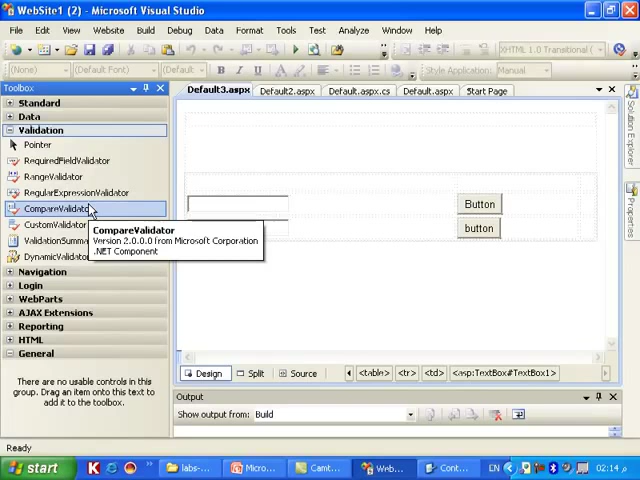 WebSite1 (2) - Microsoft Visual Studio
File Edit View Website Build Debug Data Format Tools Test Analyze Window Help
XHTML 1.0 Transitional (
(None) (Default Font) (Default Style Application: Manual
Toolbox
Standard
Data
Validation
Pointer
RequiredFieldValidator
RangeValidator
RegularExpressionValidator
CompareValidator
CustomValidator
ValidationSumma
DynamicValidator
Navigation
Login
WebParts
AJAX Extensions
Reporting
HTML
General
There are no usable controls in this
group. Drag an item onto this text to
add it to the toolbox.
CompareValidator
Version 2.0.0.0 from Microsoft Corporation
.NET Component
Default3.aspx Default2.aspx Default.aspx.cs Default.aspx Start Page
Button
button
Design Split Source <table> <tr> <td> <asp:TextBox#TextBox1>
Solution Explorer
Properties
Output
Show output from: Build
Ready
start labs-... Micro... Camt... Web... Cont... EN 02:14 م